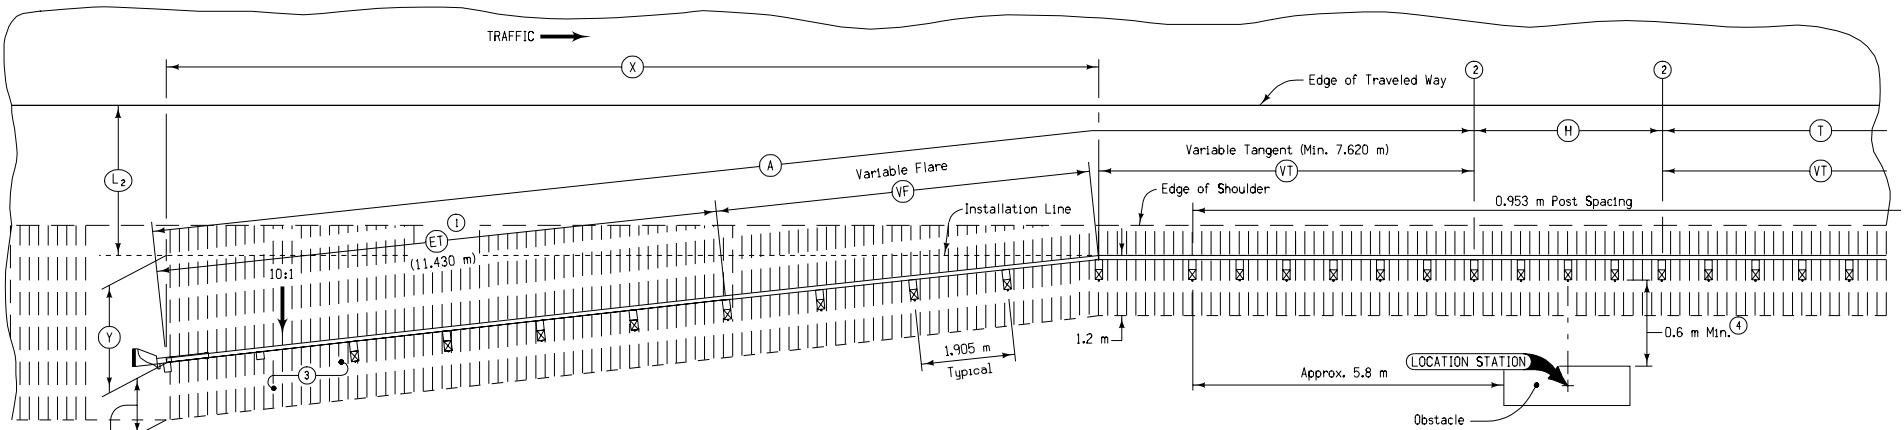 TRAFFIC
X
2
2
Edge of Traveled Way
H
T
A
Variable Tangent (Min. 7.620 m)
L2
Variable Flare
VT
VT
VF
Edge of Shoulder
0.953 m Post Spacing
Installation Line
1
ET
(11.430 m)
10:1
Y
1.2 m
0.6 m Min.
4
1.905 m
Typical
LOCATION STATION
3
Approx. 5.8 m
Obstacle